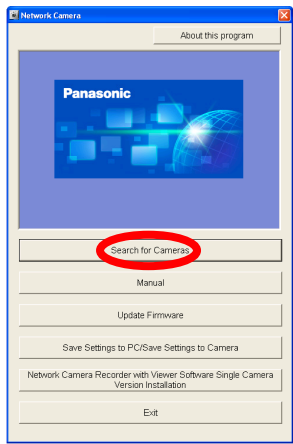 Network Camera
About this program
Panasonic
Search for Cameras
Manual
Update Firmware
Save Settings to PC/Save Settings to Camera
Network Camera Recorder with Viewer Software Single Camera
Version Installation
Exit